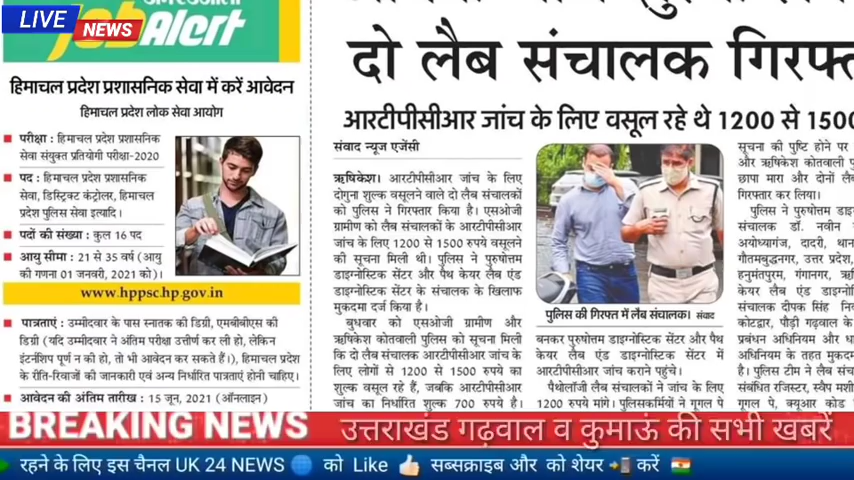 LIVE
NEWS
job Alert
हिमाचल प्रदेश प्रशासनिक सेवा में करें आवेदन
हिमाचल प्रदेश लोक सेवा आयोग
परीक्षा : हिमाचल प्रदेश प्रशासनिक
सेवा संयुक्त प्रतियोगी परीक्षा-2020
पद : हिमाचल प्रदेश प्रशासनिक
सेवा, डिस्ट्रिक्ट कंट्रोलर, हिमाचल
प्रदेश पुलिस सेवा इत्यादि।
पदों की संख्या : कुल 16 पद
आयु सीमा : 21 से 35 वर्ष (आयु
की गणना 01 जनवरी, 2021 को)।
www.hppsc.hp.gov.in
पात्रताएं : उम्मीदवार के पास स्नातक की डिग्री, एमबीबीएस की
डिग्री (यदि उम्मीदवार ने अंतिम परीक्षा उत्तीर्ण कर ली हो, लेकिन
इंटर्नशिप पूर्ण न की हो, तो भी आवेदन कर सकते हैं।), हिमाचल प्रदेश
के रीति-रिवाजों की जानकारी एवं अन्य निर्धारित पात्रताएं होनी चाहिए।
आवेदन की अंतिम तारीख : 15 जून, 2021 (ऑनलाइन)
दो लैब संचालक
आरटीपीसीआर जांच के लिए वसूल रहे थे 1200 से 1500
संवाद न्यूज एजेंसी
ऋषिकेश। आरटीपीसीआर जांच के लिए
दोगुना शुल्क वसूलने वाले दो लैब संचालकों
को पुलिस ने गिरफ्तार किया है। एसओजी
ग्रामीण को लैब संचालकों के आरटीपीसीआर
जांच के लिए 1200 से 1500 रुपये वसूलने
की सूचना मिली थी। पुलिस ने पुरुषोत्तम
डाइग्नोस्टिक सेंटर और पैथ केयर लैब एंड
डाइग्नोस्टिक सेंटर के संचालक के खिलाफ
मुकदमा दर्ज किया है।
बुधवार को एसओजी ग्रामीण और
ऋषिकेश कोतवाली पुलिस को सूचना मिली
कि दो लैब संचालक आरटीपीसीआर जांच के
लिए लोगों से 1200 से 1500 रुपये का
शुल्क वसूल रहे हैं, जबकि आरटीपीसीआर
जांच का निर्धारित शुल्क 700 रुपये है।
पुलिस की गिरफ्त में लैब संचालक। संवाद
बनकर पुरुषोत्तम डाइग्नोस्टिक सेंटर और पैथ
केयर लैब एंड डाइग्नोस्टिक सेंटर में
आरटीपीसीआर जांच कराने पहुंचे।
पैथोलॉजी लैब संचालकों ने जांच के लिए
1200 रुपये मांगे। पुलिसकर्मियों ने गूगल पे
सूचना की पुष्टि होने पर
और ऋषिकेश कोतवाली
छापा मारा और दोनों
गिरफ्तार कर लिया।
पुलिस ने पुरुषोत्तम
संचालक डॉ. नवीन
अयोध्यागंज, दादरी,
गौतमबुद्धनगर, उत्तर
हनुमंतपुरम, गंगानगर,
केयर लैब एंड
संचालक दीपक सिंह
कोटद्वार, पौड़ी गढ़वाल के
प्रबंधन अधिनियम और
अधिनियम के तहत मुकदमा
है। पुलिस टीम ने लैब
संबंधित रजिस्टर, स्वैप
गूगल पे, क्यूआर कोड
BREAKING NEWS
उत्तराखंड गढ़वाल व कुमाऊं की सभी खबरें
रहने के लिए इस चैनल UK 24 NEWS 🌐 को Like 👍🏻 सब्सक्राइब और को शेयर 📲 करें 🇮🇳